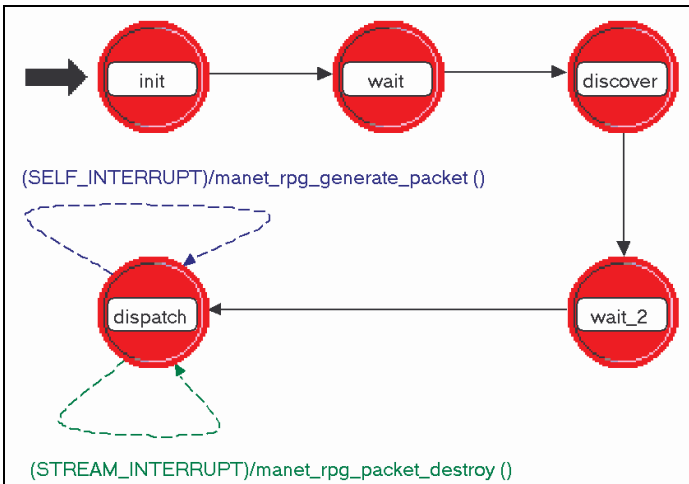 init
wait
discover
(SELF_INTERRUPT)/manet_rpg_generate_packet ()
dispatch
wait_2
(STREAM_INTERRUPT)/manet_rpg_packet_destroy ()